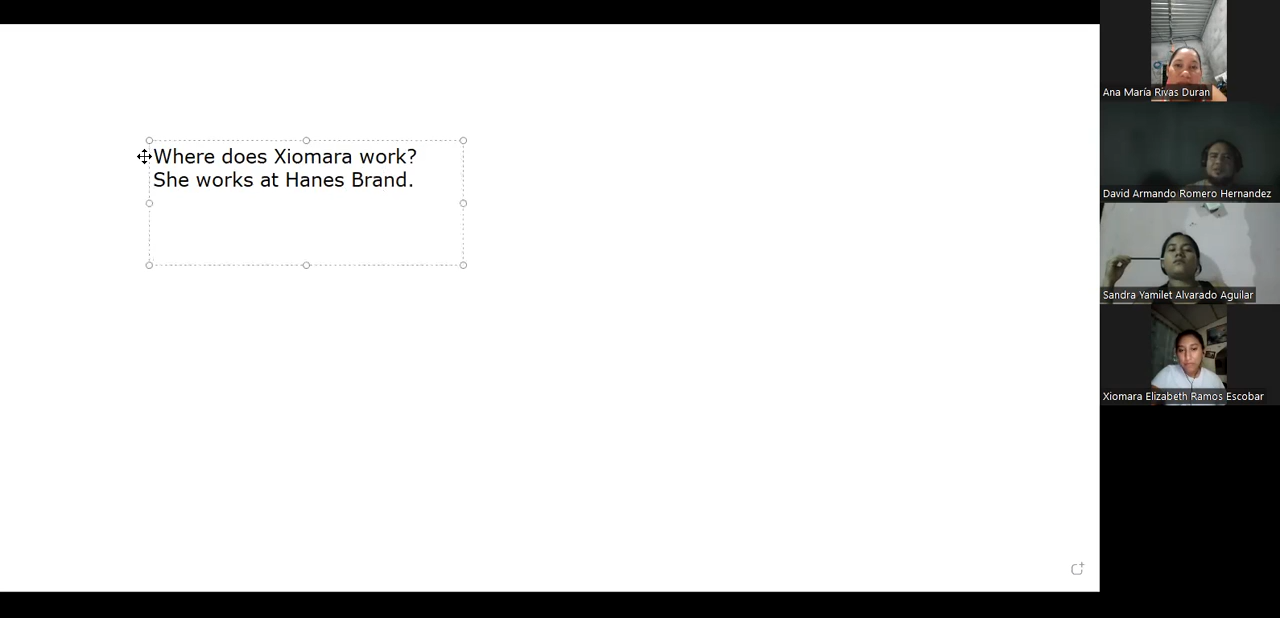 Where does Xiomara work?
She works at Hanes Brand.
Ana María Rivas Duran
David Armando Romero Hernandez
Sandra Yamilet Alvarado Aguilar
Xiomara Elizabeth Ramos Escobar